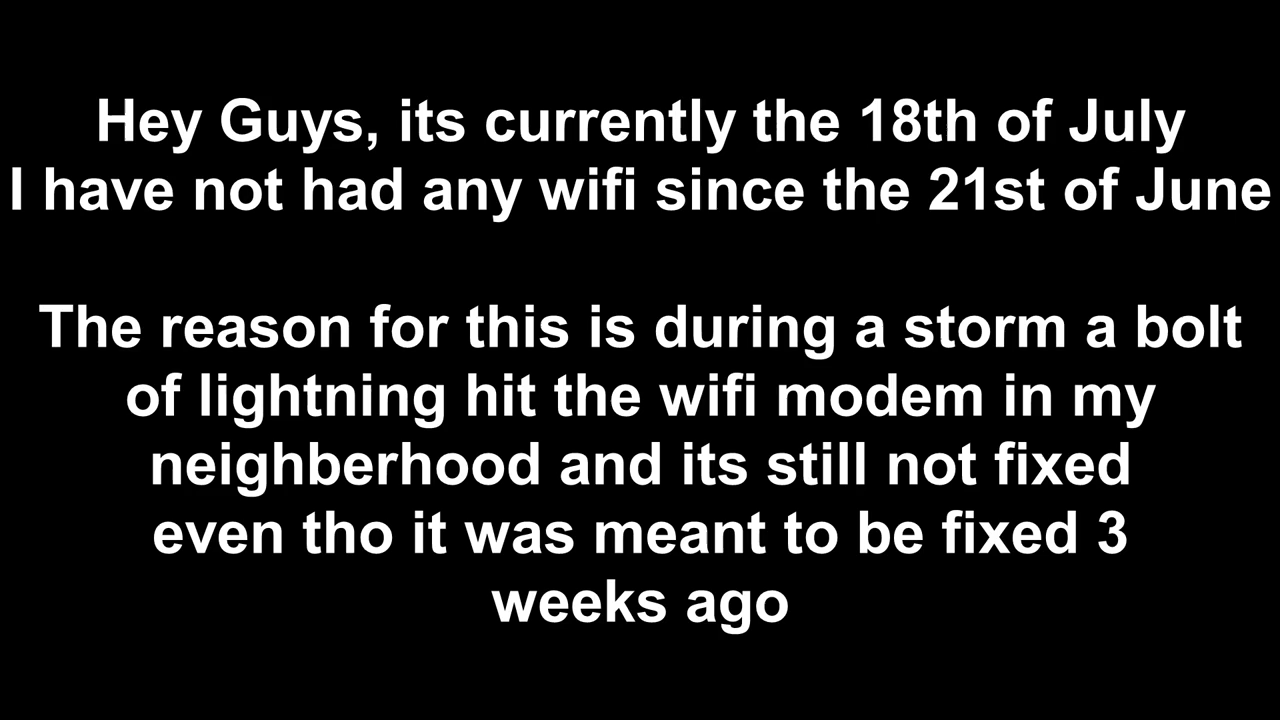 Hey Guys, its currently the 18th of July
I have not had any wifi since the 21st of June
The reason for this is during a storm a bolt
of lightning hit the wifi modem in my
neighberhood and its still not fixed
even tho it was meant to be fixed 3
weeks ago